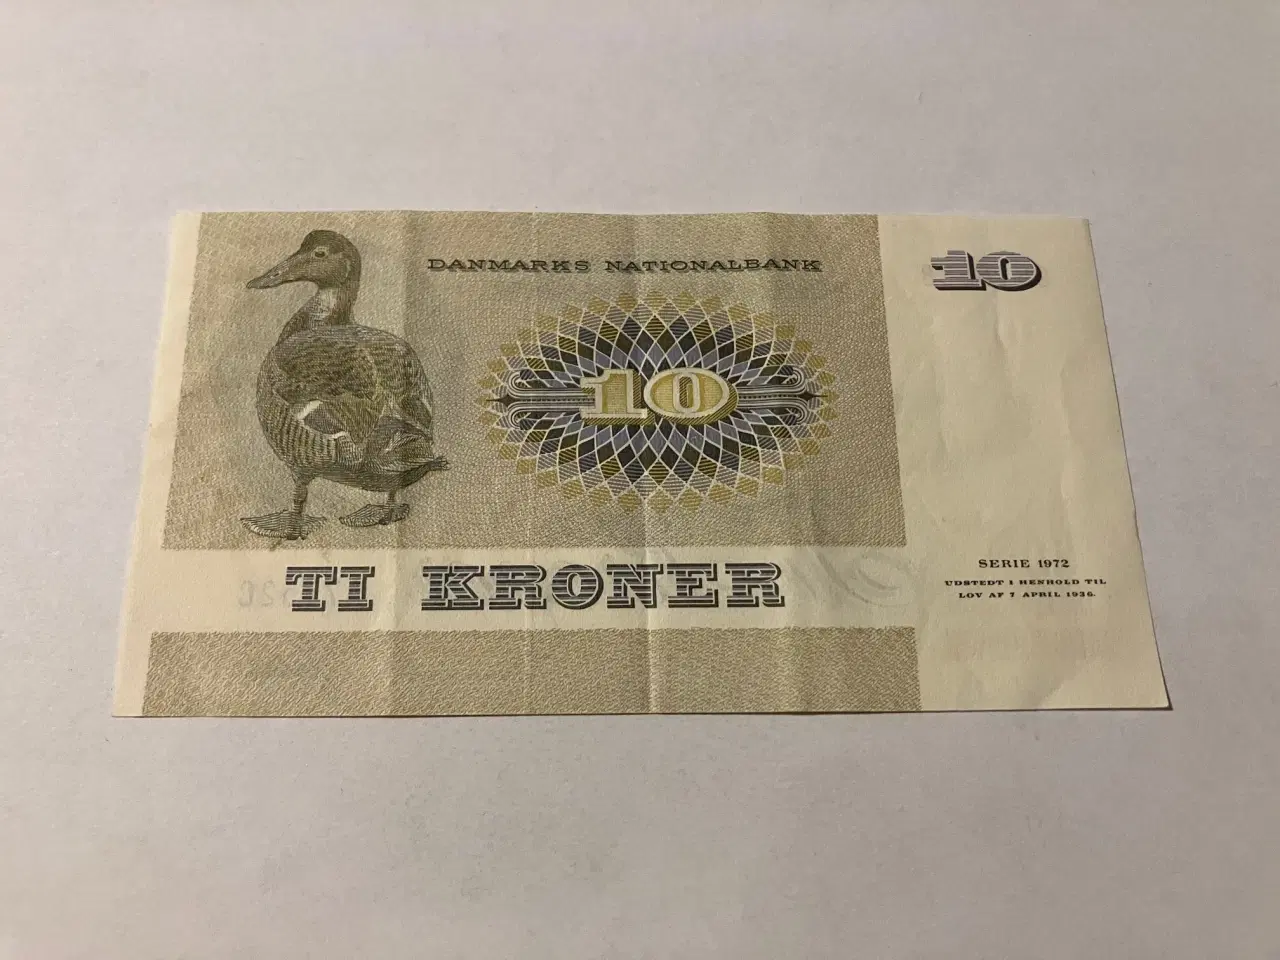 DANMARKS NATIONALBANK
10
10
TI KRONER
SERIE 1972
UDSTEDT I HENHOLD TIL
LOV AF 7 APRIL 1936.